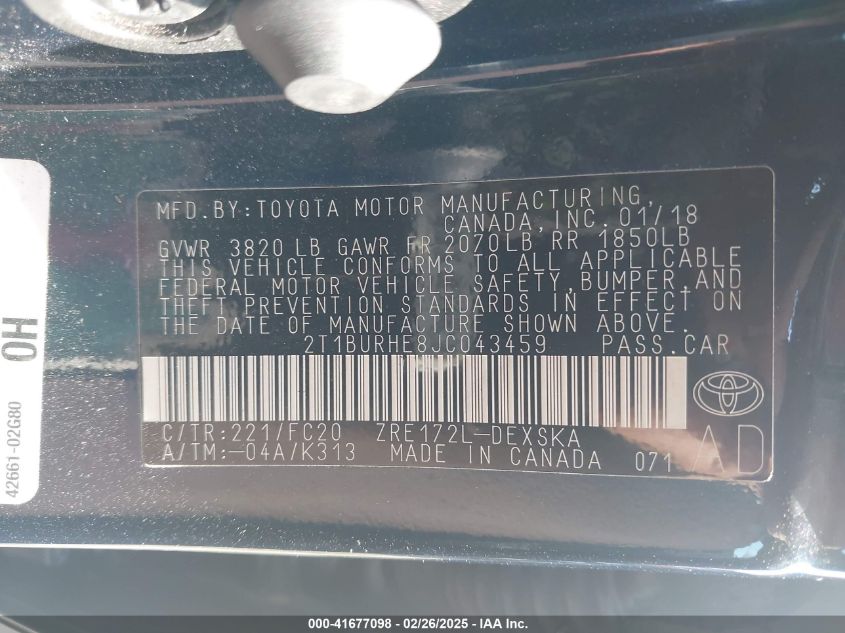 MFD.BY:TOYOTA MOTOR MANUFACTURING,
CANADA,INC. 01/18
GVWR 3820 LB GAWR FR 2070LB RR 1850LB
THIS VEHICLE CONFORMS TO ALL APPLICABLE
FEDERAL MOTOR VEHICLE SAFETY,BUMPER,AND
THEFT PREVENTION STANDARDS IN EFFECT ON
THE DATE OF MANUFACTURE SHOWN ABOVE.
2T1BURHE8JC043459 PASS.CAR
C/TR:221/FC20 ZRE172L-DEXSKA
A/TM:-04A/K313 MADE IN CANADA 071
AD
OH
42661-02G80
000-41677098 - 02/26/2025 - IAA Inc.